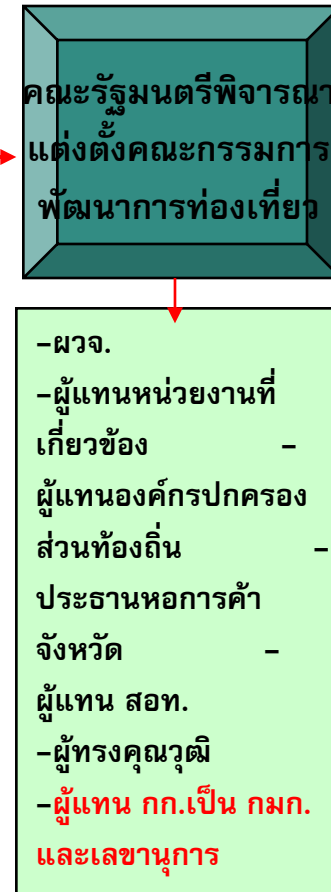 คณะรัฐมนตรีพิจารณา
แต่งตั้งคณะกรรมการ
พัฒนาการท่องเที่ยว
-ผวจ.
-ผู้แทนหน่วยงานที่
เกี่ยวข้อง -
ผู้แทนองค์กรปกครอง
ส่วนท้องถิ่น -
ประธานหอการค้า
จังหวัด -
ผู้แทน สอท.
-ผู้ทรงคุณวุฒิ
-ผู้แทน กก.เป็น กมก.
และเลขานุการ